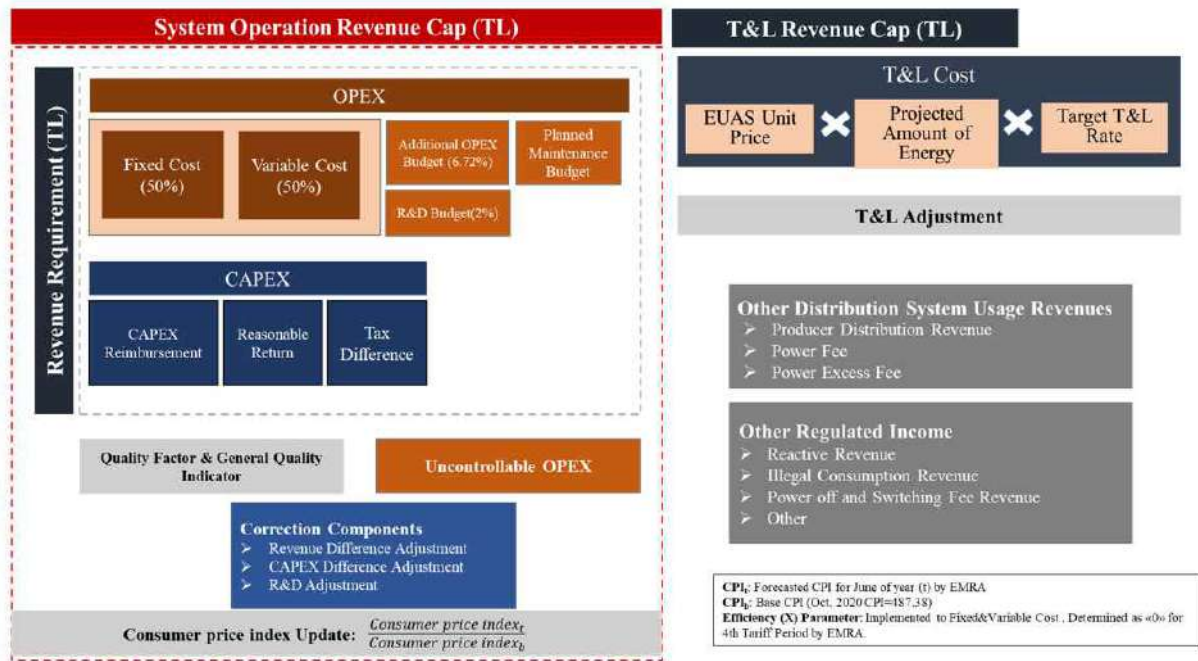 System Operation Revenue Cap (TL)
Revenue Requirement (TL)
OPEX
Fixed Cost
(50%)
Variable Cost
(50%)
Additional OPEX
Budget (6.72%)
Planned
Maintenance
Budget
R&D Budget(2%)
CAPEX
CAPEX
Reimbursement
Reasonable
Return
Tax
Difference
Quality Factor & General Quality
Indicator
Uncontrollable OPEX
Correction Components
➢ Revenue Difference Adjustment
➢ CAPEX Difference Adjustment
➢ R&D Adjustment
Consumer price index Update: Consumer price index_t / Consumer price index_b
T&L Revenue Cap (TL)
T&L Cost
EUAS Unit
Price
Projected
Amount of
Energy
Target T&L
Rate
T&L Adjustment
Other Distribution System Usage Revenues
➢ Producer Distribution Revenue
➢ Power Fee
➢ Power Excess Fee
Other Regulated Income
➢ Reactive Revenue
➢ Illegal Consumption Revenue
➢ Power off and Switching Fee Revenue
➢ Other
CPI_t: Forecasted CPI for June of year (t) by EMRA
CPI_b: Base CPI (Oct, 2020 CPI=487,38)
Efficiency (X) Parameter: Implemented to Fixed&Variable Cost . Determined as «0» for
4th Tariff Period by EMRA.